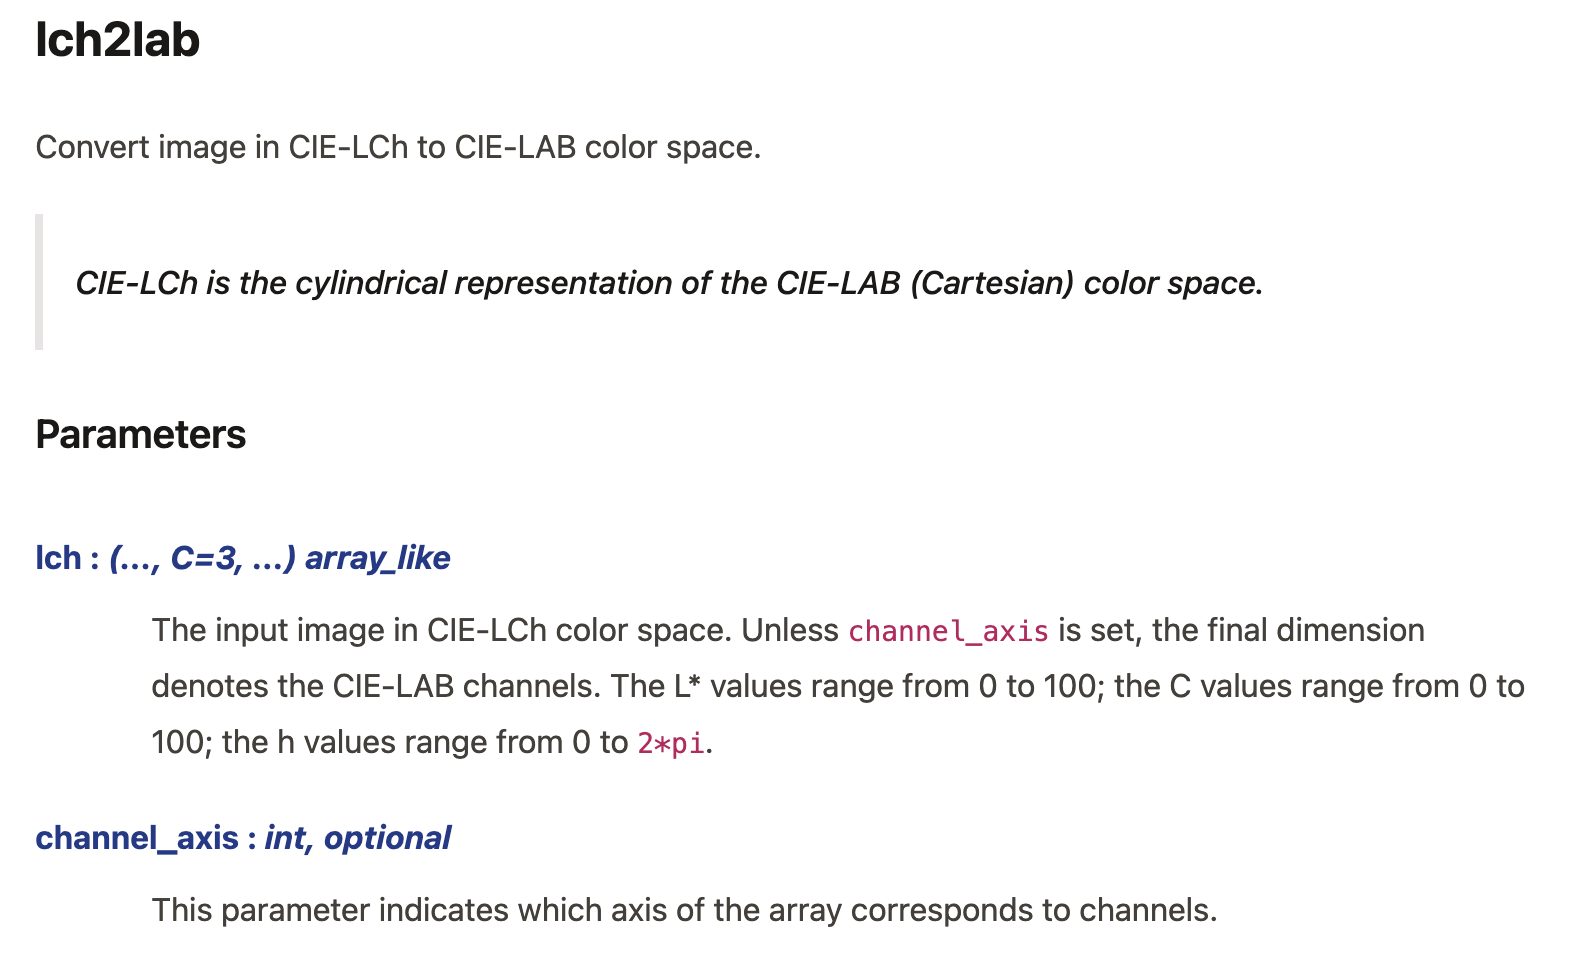 lch2lab
Convert image in CIE-LCh to CIE-LAB color space.
CIE-LCh is the cylindrical representation of the CIE-LAB (Cartesian) color space.
Parameters
lch : (..., C=3, ...) array_like
The input image in CIE-LCh color space. Unless channel_axis is set, the final dimension
denotes the CIE-LAB channels. The L* values range from 0 to 100; the C values range from 0 to
100; the h values range from 0 to 2*pi.
channel_axis : int, optional
This parameter indicates which axis of the array corresponds to channels.